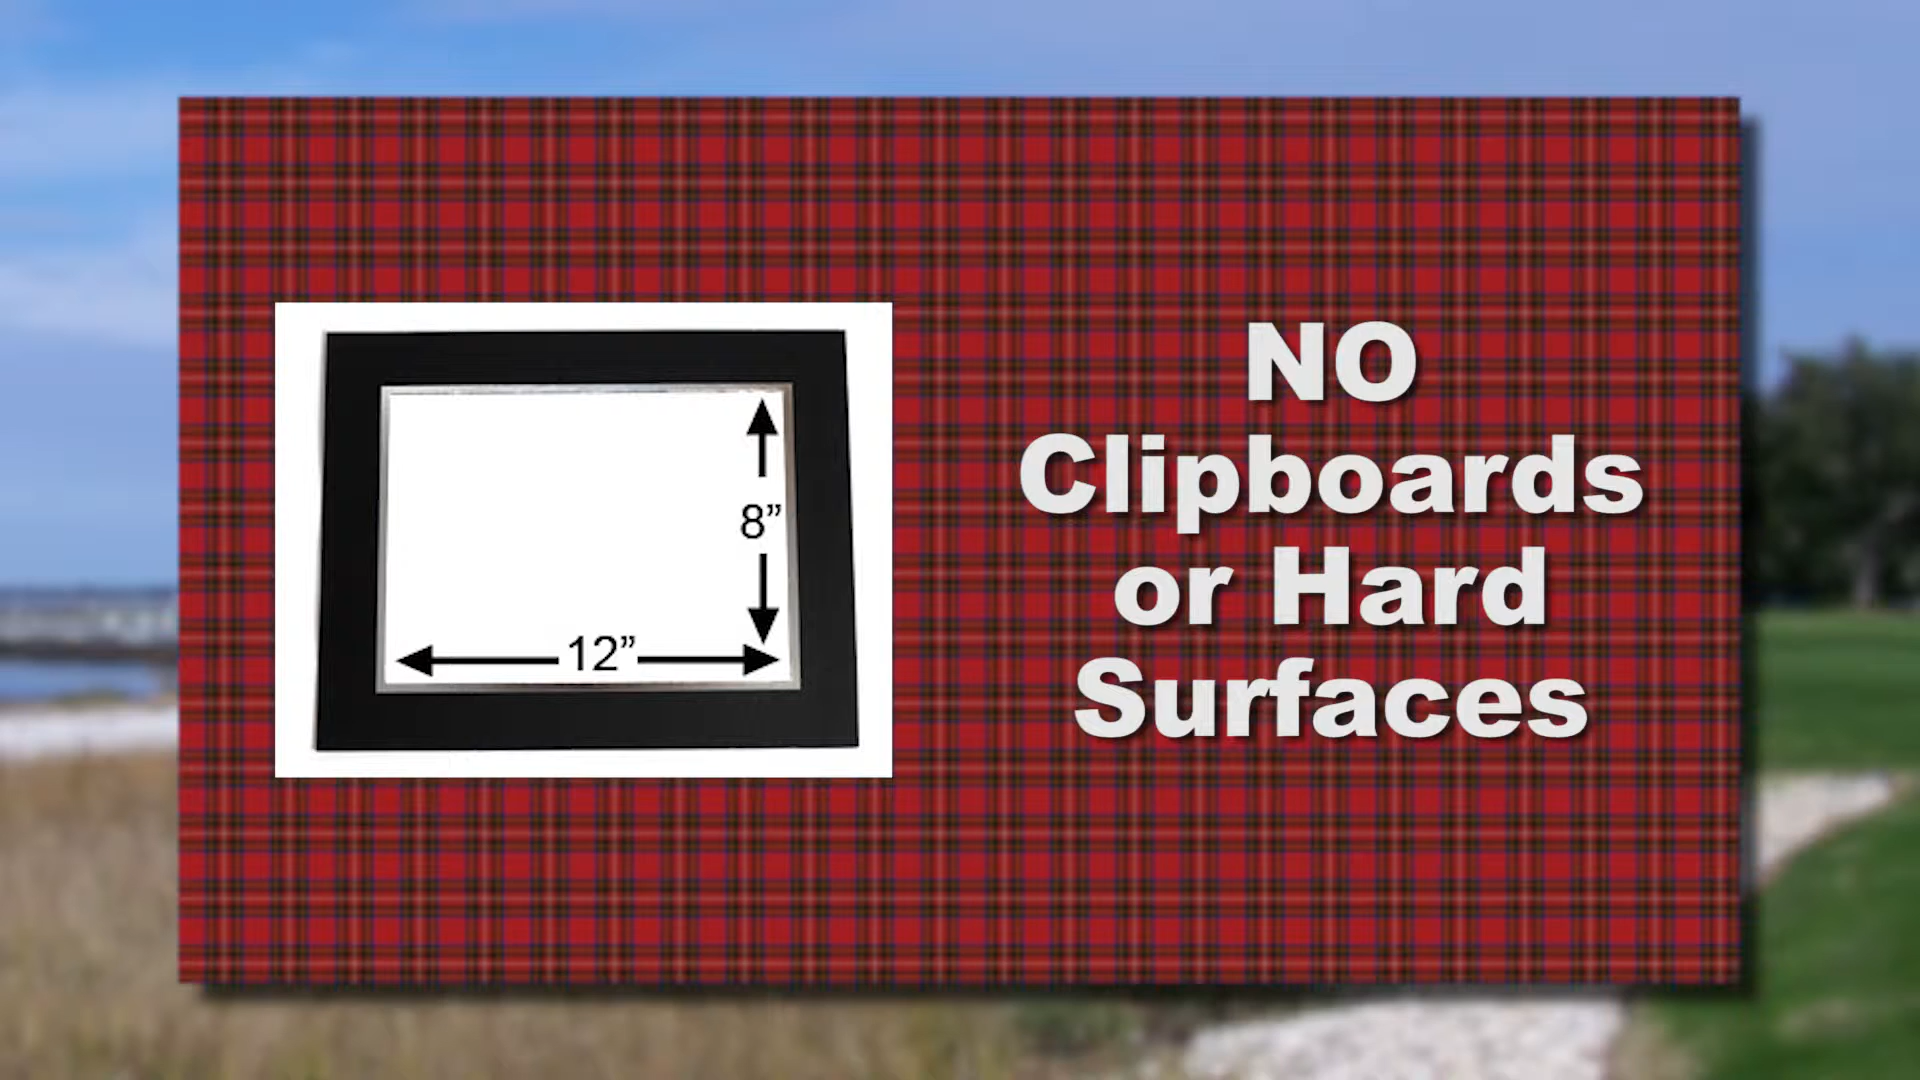 8”
12”
NO
Clipboards
or Hard
Surfaces